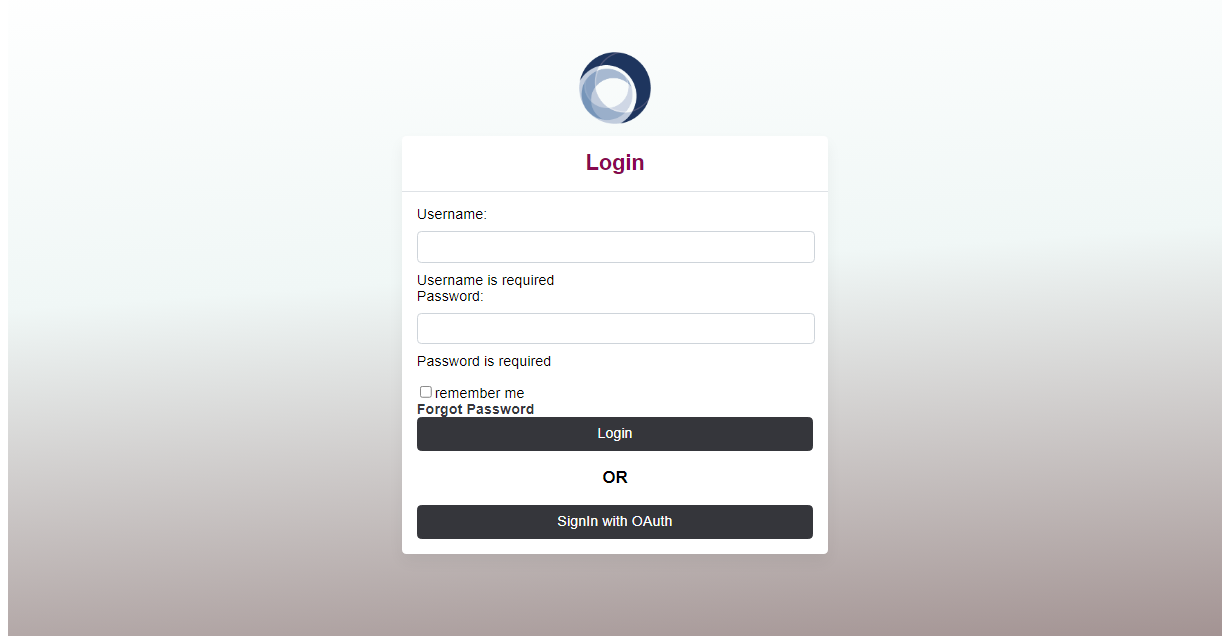 Login
Username:
Username is required
Password:
Password is required
remember me
Forgot Password
Login
OR
SignIn with OAuth